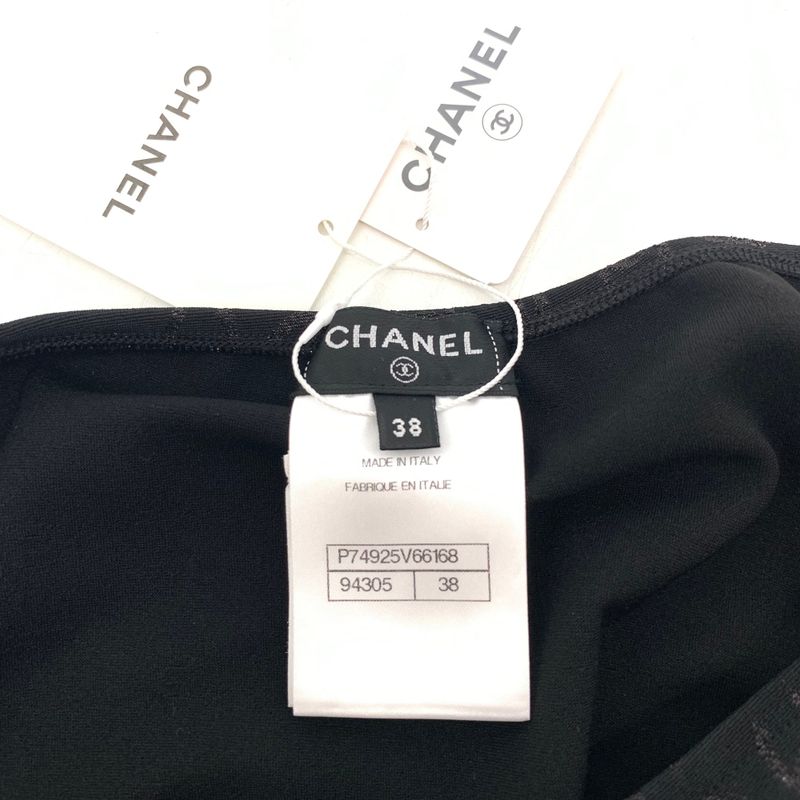 CHANEL
CHANEL
CHANEL
38
MADE IN ITALY
FABRIQUE EN ITALIE
P74925V66168
94305 38